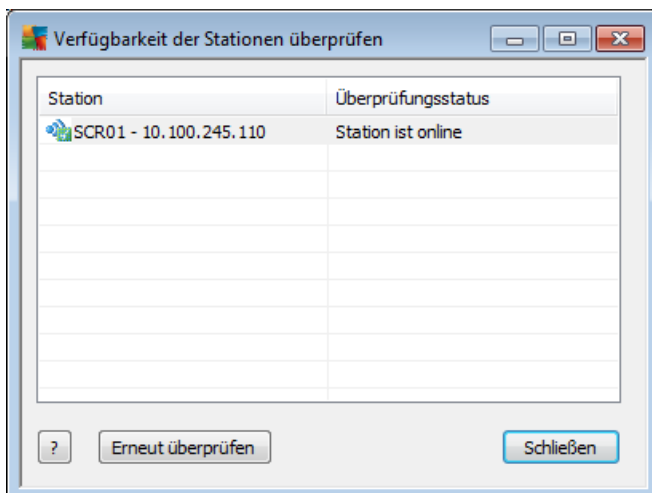 Verfügbarkeit der Stationen überprüfen
Station Überprüfungsstatus
SCR01 - 10.100.245.110 Station ist online
? Erneut überprüfen Schließen